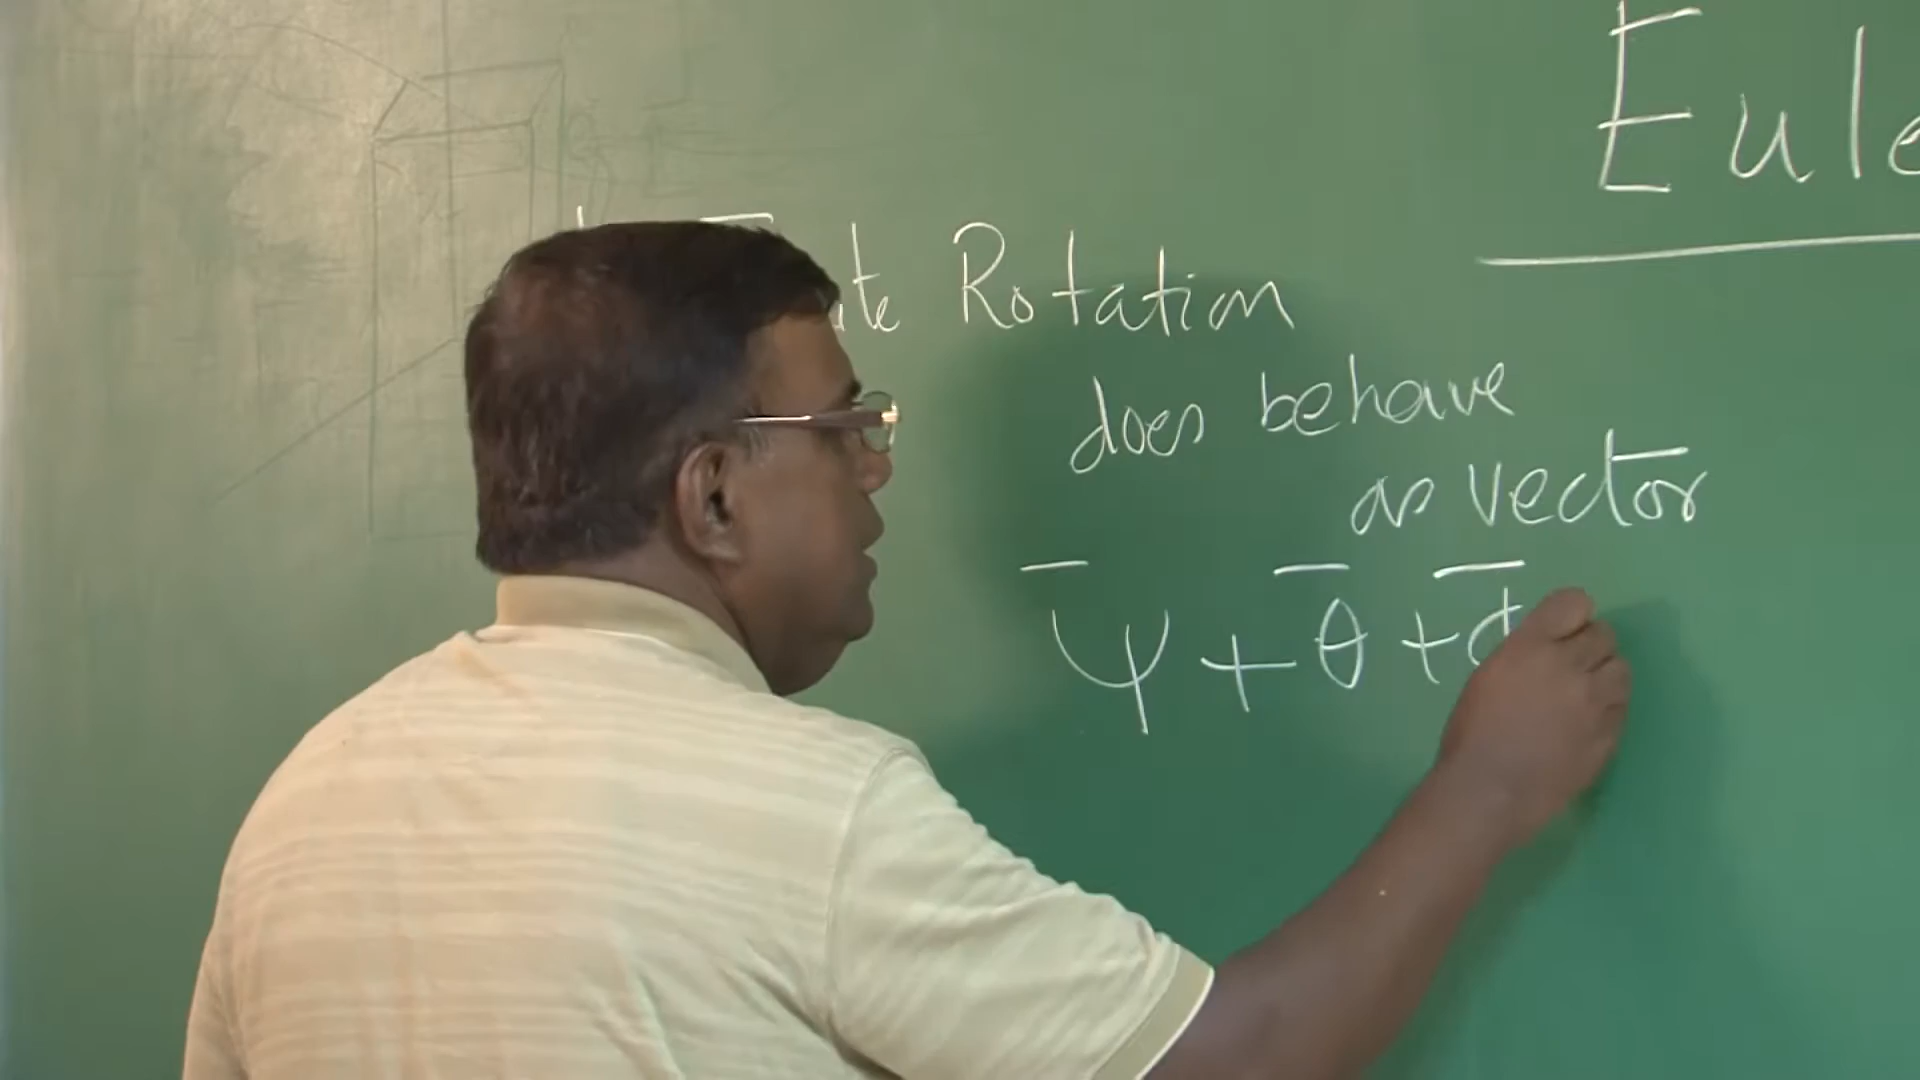 Eule
Rotation
does behave
as vector
ψ̅ + θ̅ +